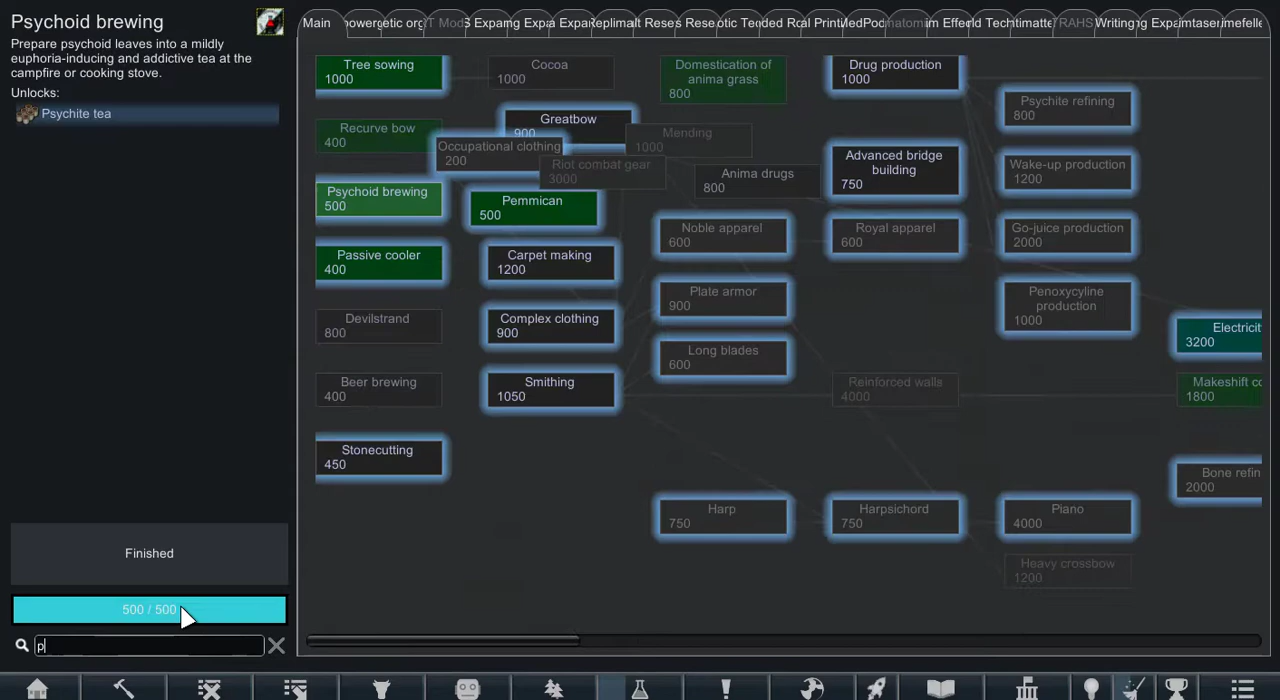 Psychoid brewing
Prepare psychoid leaves into a mildly
euphoria-inducing and addictive tea at the
campfire or cooking stove.
Unlocks:
Psychite tea
Finished
500 / 500
p
Main
Tree sowing
1000
Cocoa
1000
Domestication of
anima grass
800
Drug production
1000
Psychite refining
800
Recurve bow
400
Greatbow
900
Mending
1000
Occupational clothing
200
Riot combat gear
3000
Anima drugs
800
Advanced bridge
building
750
Wake-up production
1200
Psychoid brewing
500
Pemmican
500
Noble apparel
600
Royal apparel
600
Go-juice production
2000
Passive cooler
400
Carpet making
1200
Plate armor
900
Penoxycyline
production
1000
Devilstrand
800
Complex clothing
900
Long blades
600
Electricit
3200
Beer brewing
400
Smithing
1050
Reinforced walls
4000
Makeshift co
1800
Stonecutting
450
Bone refin
2000
Harp
750
Harpsichord
750
Piano
4000
Heavy crossbow
1200